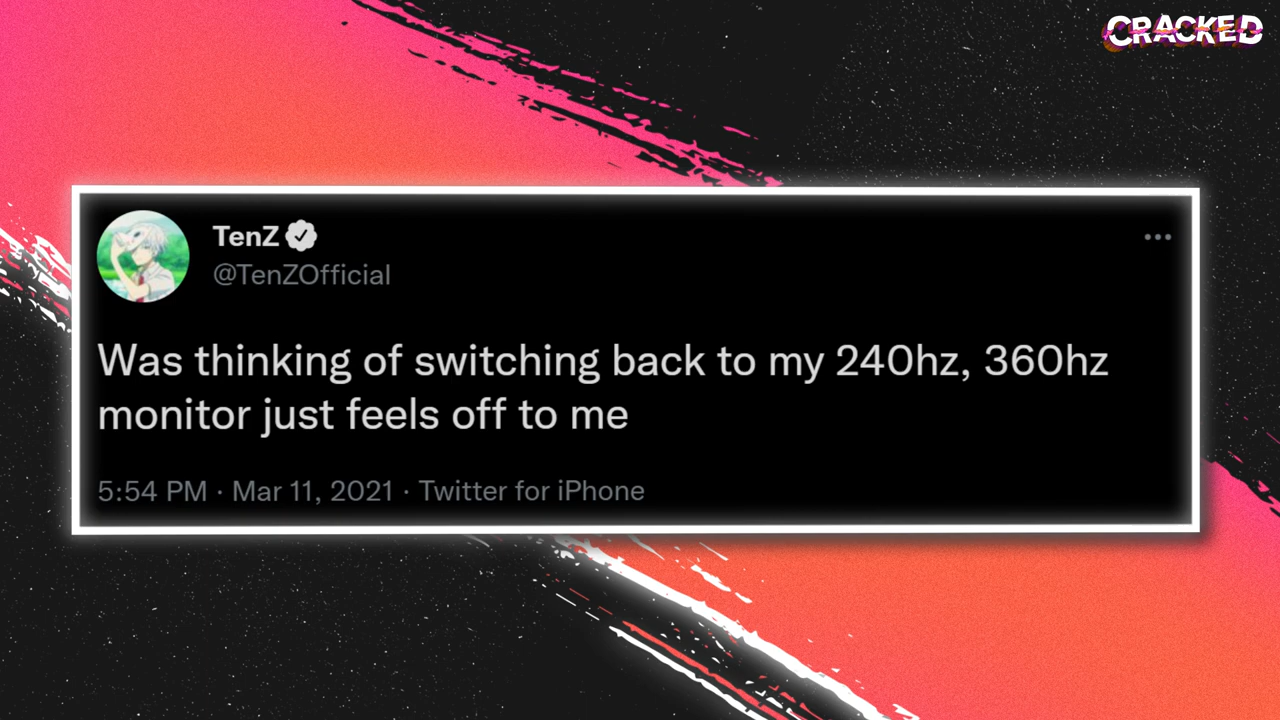 CRACKED
TenZ
@TenZOfficial
Was thinking of switching back to my 240hz, 360hz
monitor just feels off to me
5:54 PM · Mar 11, 2021 · Twitter for iPhone